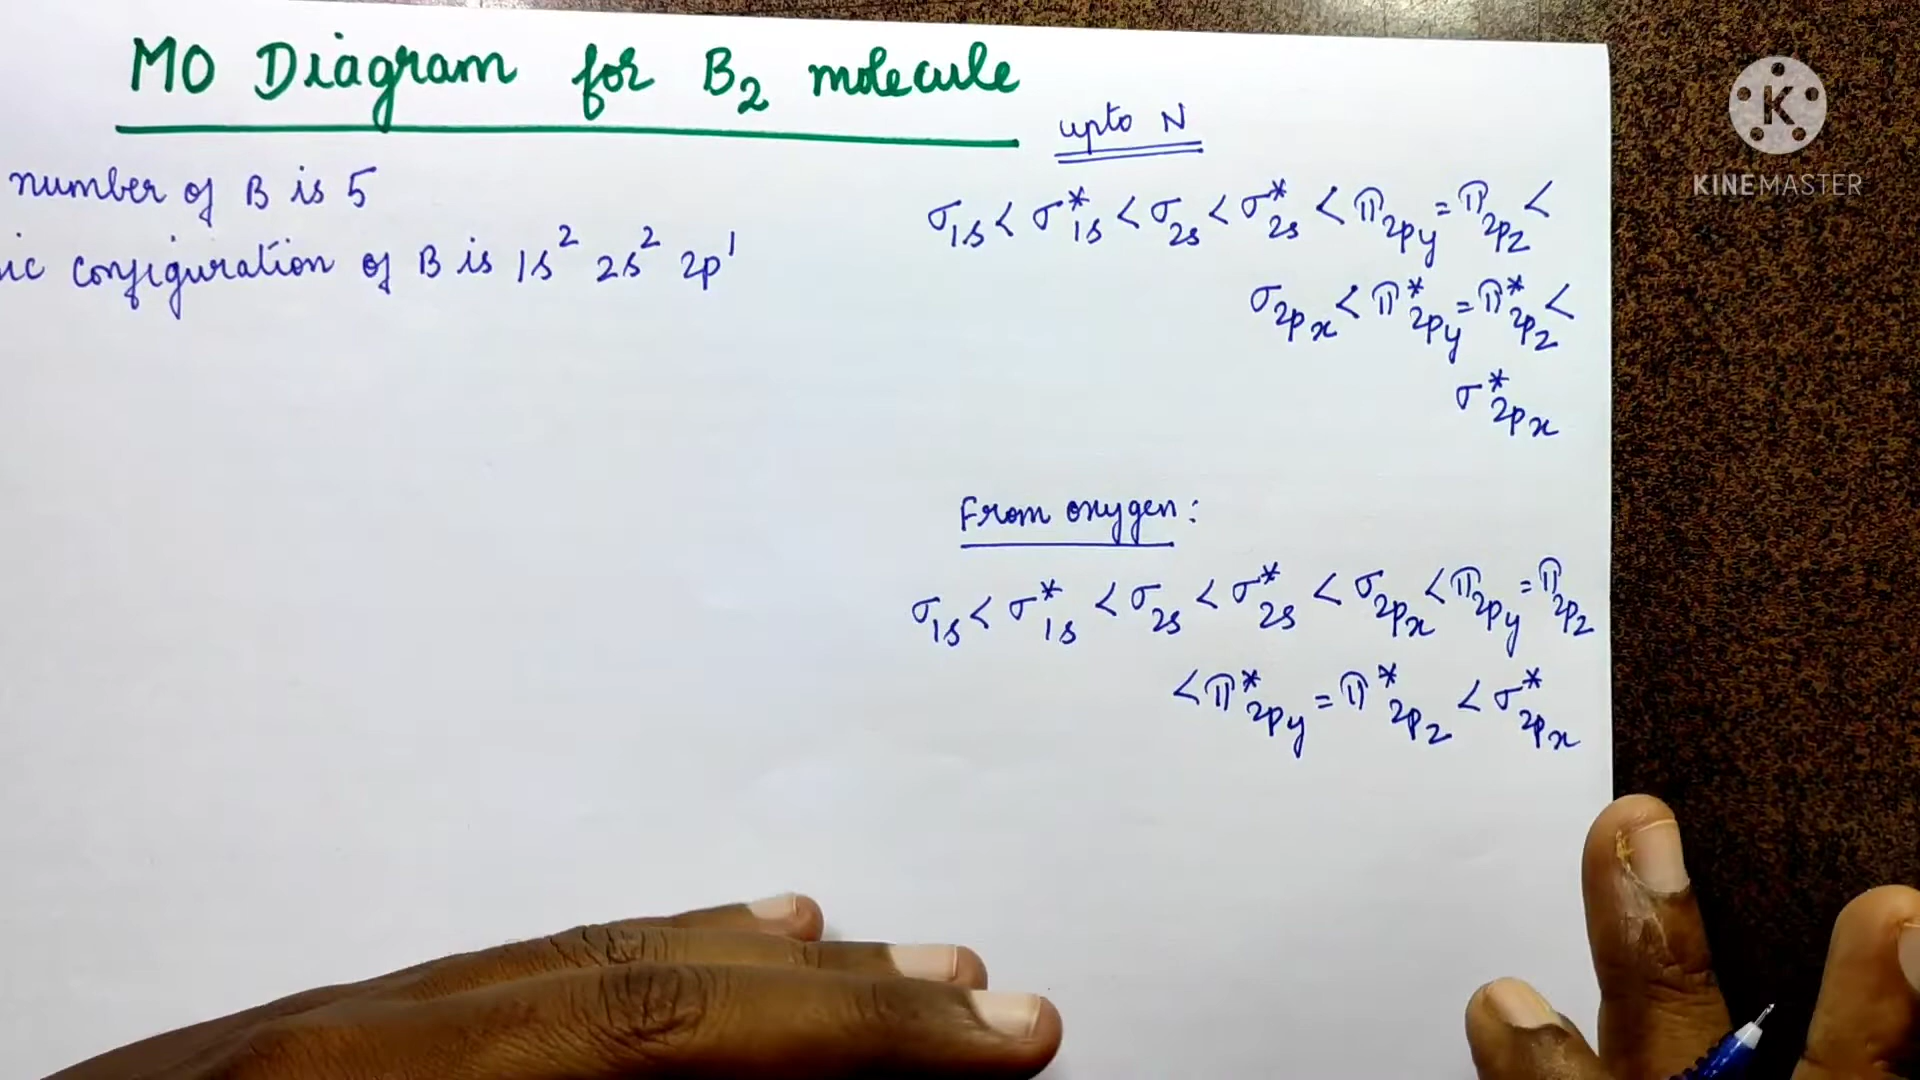 MO Diagram for B₂ molecule
number of B is 5
ic configuration of B is 1s² 2s² 2p¹
upto N
σ1s < σ*1s < σ2s < σ*2s < π2py = π2pz <
σ2px < π*2py = π*2pz <
σ*2px
From oxygen:
σ1s < σ*1s < σ2s < σ*2s < σ2px < π2py = π2pz
< π*2py = π*2pz < σ*2px
K
KINEMASTER